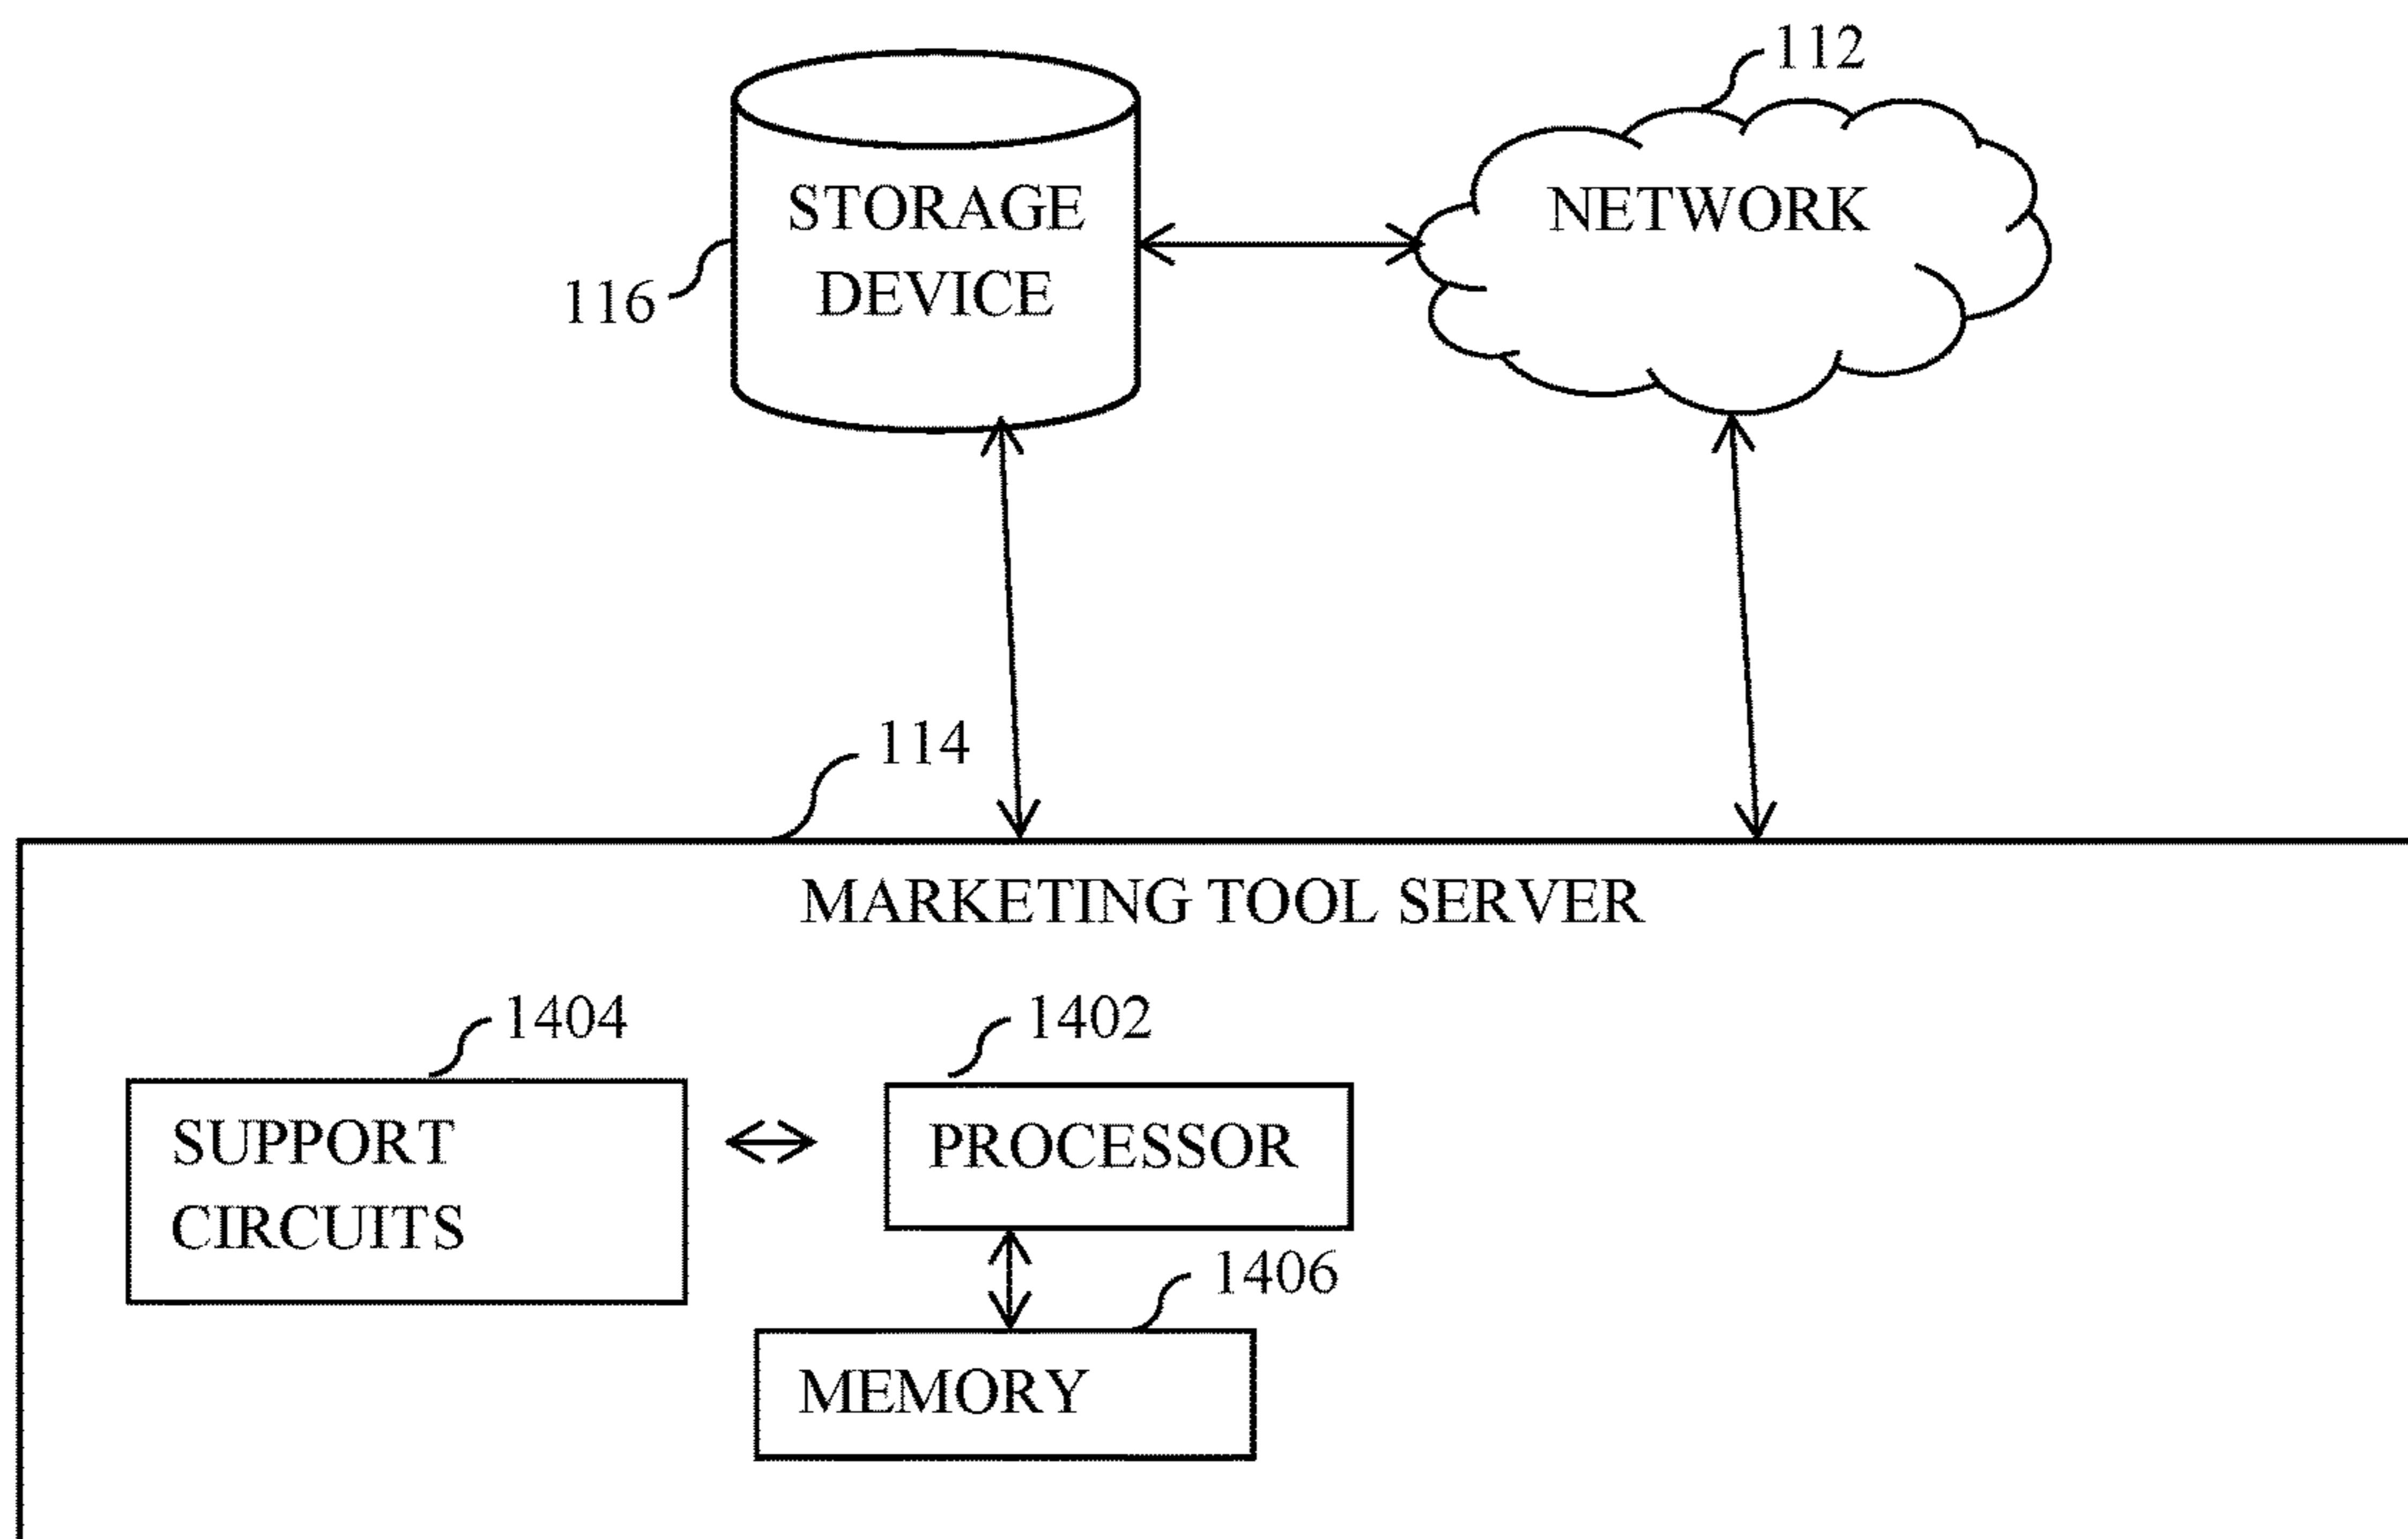 112
STORAGE
DEVICE
NETWORK
116
114
MARKETING TOOL SERVER
1404
1402
SUPPORT
CIRCUITS
PROCESSOR
1406
MEMORY